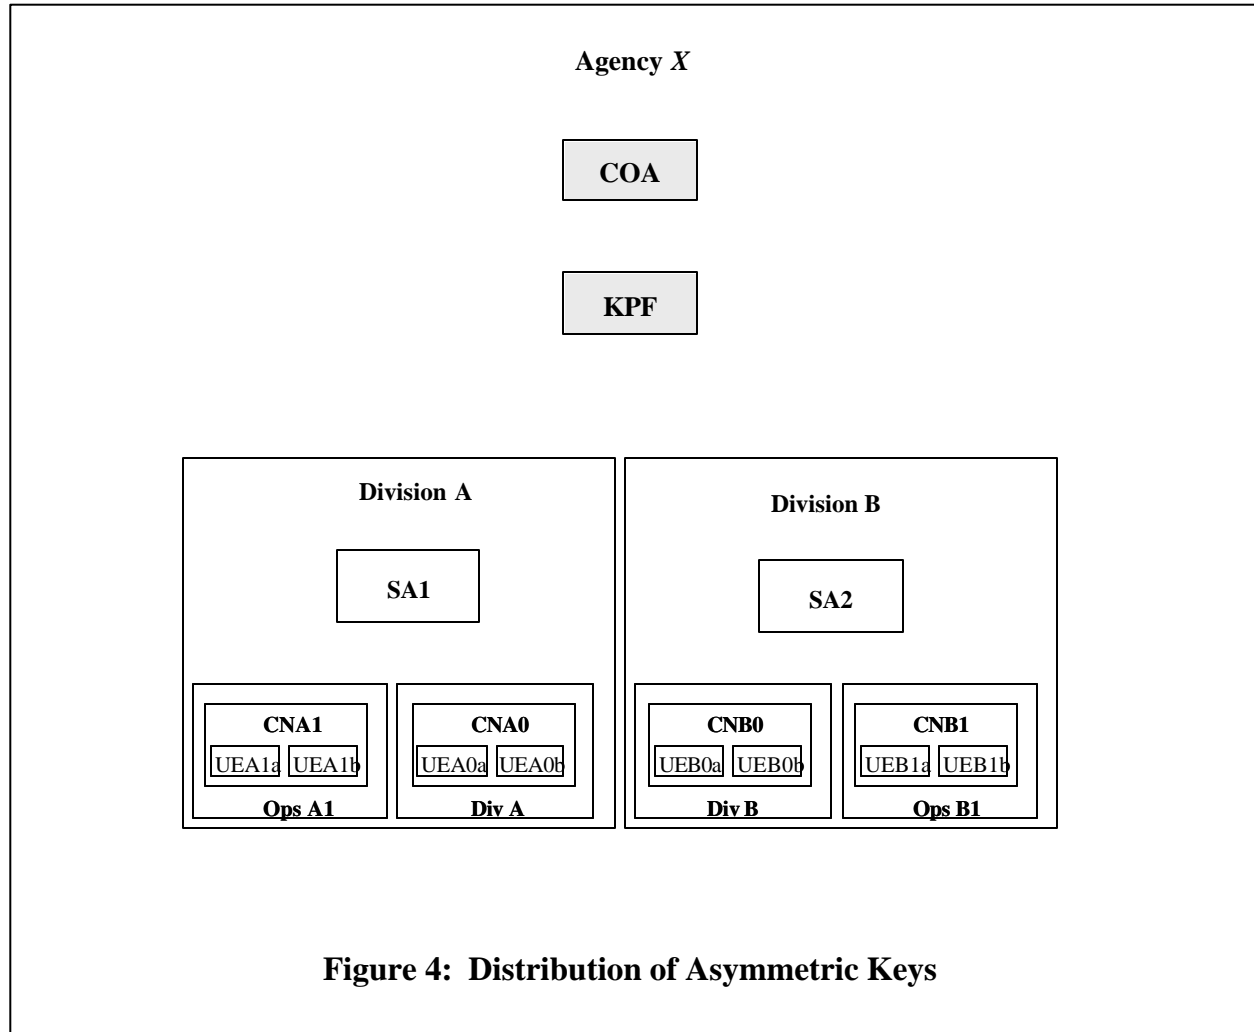 Agency X
COA
KPF
Division A
Division B
SA1
SA2
CNA1
UEA1a UEA1b
Ops A1
CNA0
UEA0a UEA0b
Div A
CNB0
UEB0a UEB0b
Div B
CNB1
UEB1a UEB1b
Ops B1
Figure 4: Distribution of Asymmetric Keys